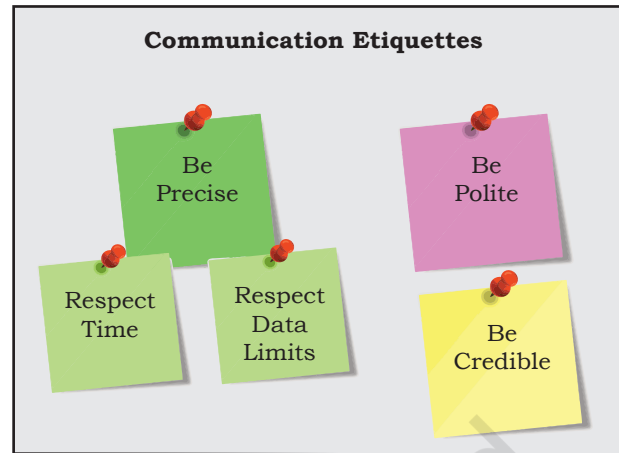 Communication Etiquettes
Be
Precise
Be
Polite
Respect
Time
Respect
Data
Limits
Be
Credible